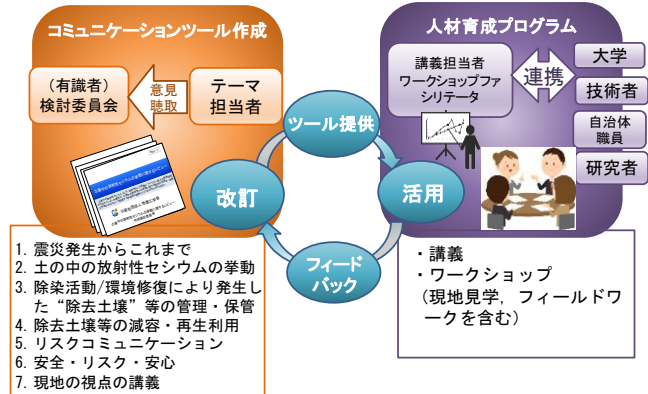 コミュニケーションツール作成
(有識者)
検討委員会
意見
聴取
テーマ
担当者
改訂
ツール提供
活用
フィード
バック
人材育成プログラム
講義担当者
ワークショップファ
シリテータ
連携
大学
技術者
自治体
職員
研究者
1. 震災発生からこれまで
2. 土の中の放射性セシウムの挙動
3. 除染活動/環境修復により発生し
た“除去土壌”等の管理・保管
4. 除去土壌等の減容・再生利用
5. リスクコミュニケーション
6. 安全・リスク・安心
7. 現地の視点の講義
・講義
・ワークショップ
(現地見学，フィールドワ
ークを含む)